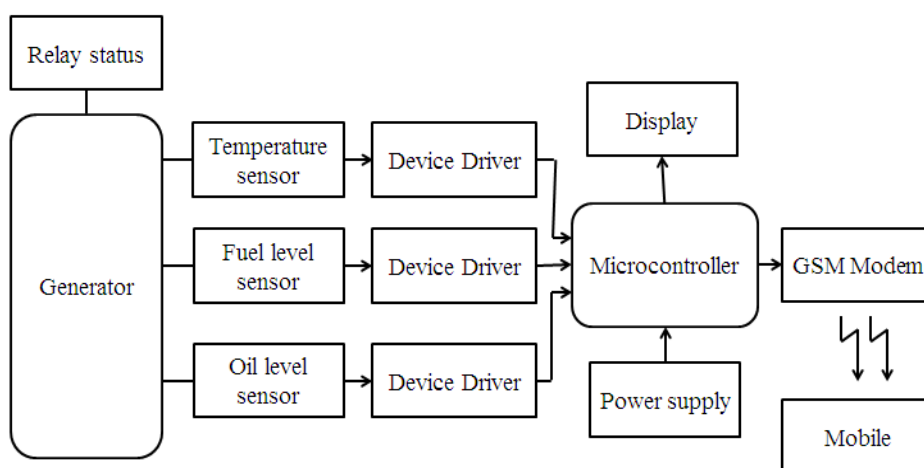 Relay status
Generator
Temperature
sensor
Device Driver
Fuel level
sensor
Device Driver
Oil level
sensor
Device Driver
Display
Microcontroller
Power supply
GSM Modem
Mobile